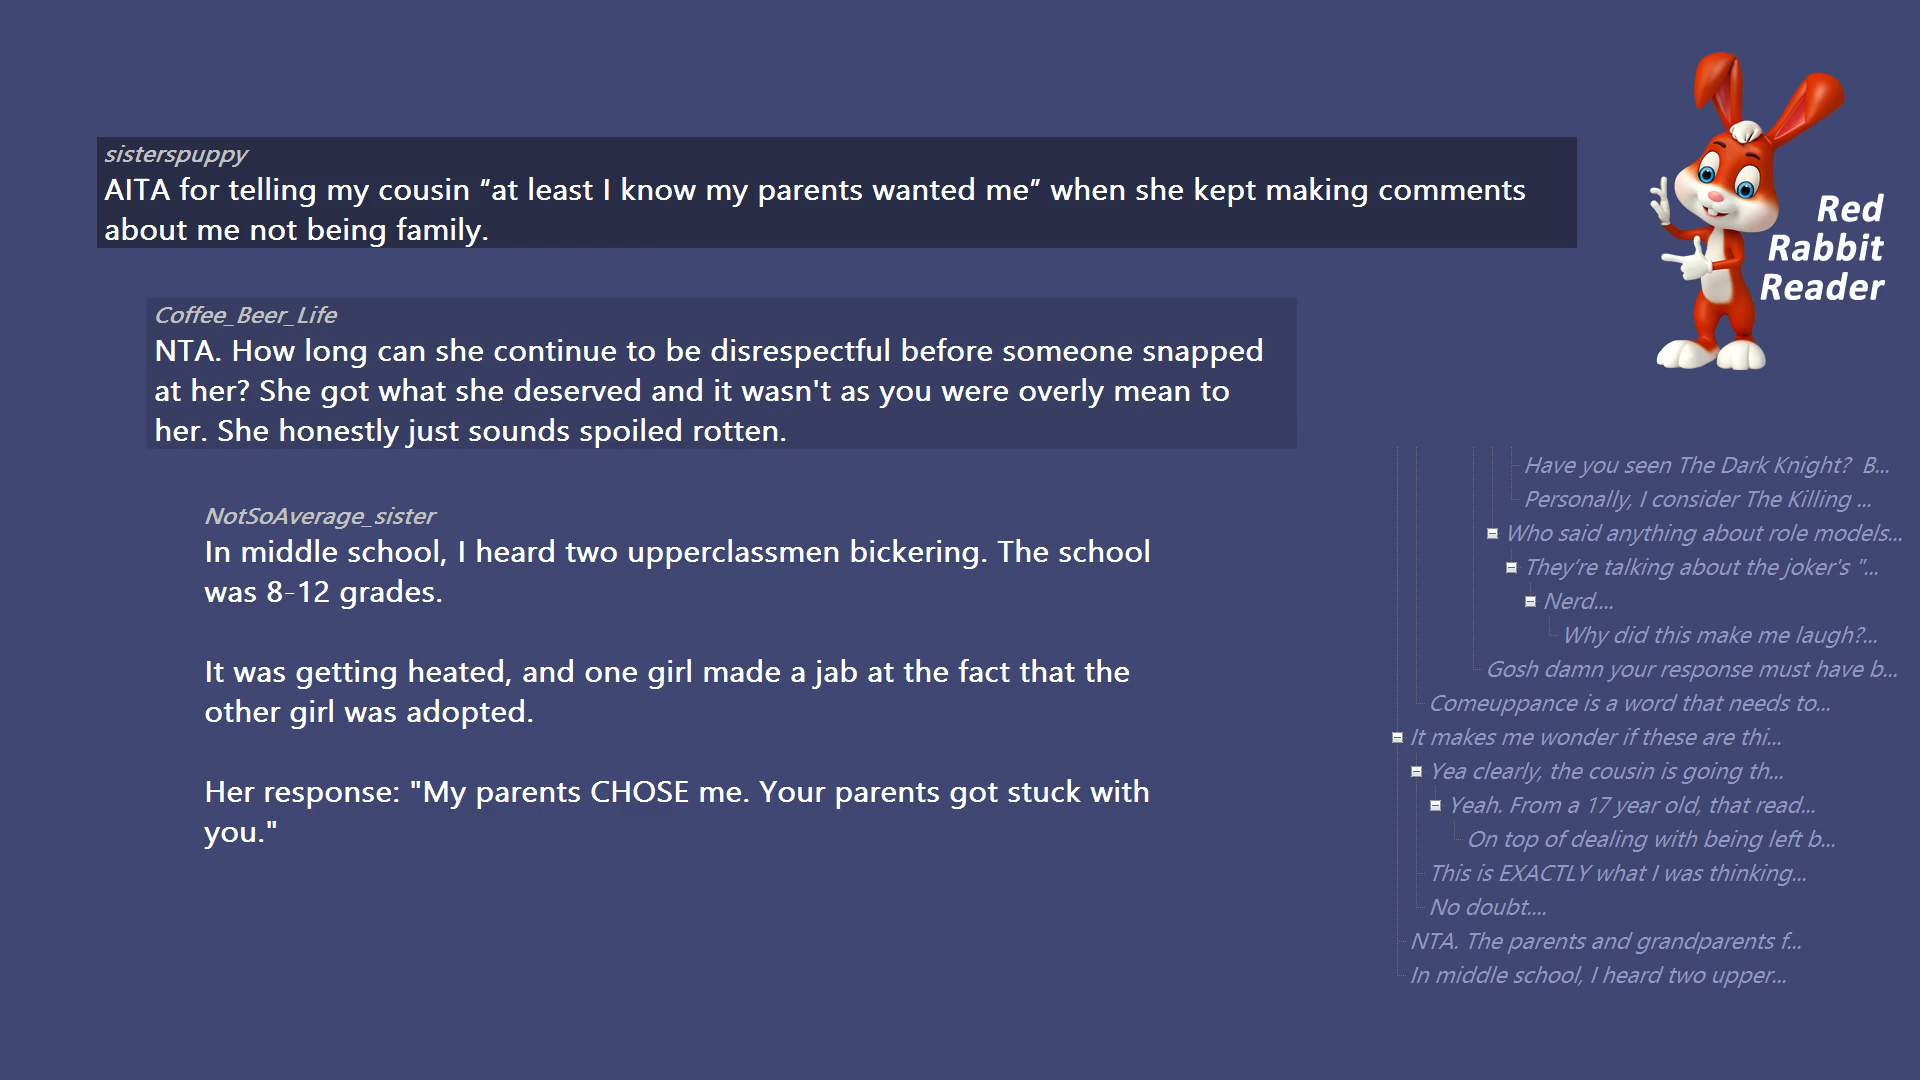 sisterspuppy
AITA for telling my cousin “at least I know my parents wanted me” when she kept making comments
about me not being family.
Coffee_Beer_Life
NTA. How long can she continue to be disrespectful before someone snapped
at her? She got what she deserved and it wasn't as you were overly mean to
her. She honestly just sounds spoiled rotten.
NotSoAverage_sister
In middle school, I heard two upperclassmen bickering. The school
was 8-12 grades.
It was getting heated, and one girl made a jab at the fact that the
other girl was adopted.
Her response: "My parents CHOSE me. Your parents got stuck with
you."
Red
Rabbit
Reader
Have you seen The Dark Knight?  B...
Personally, I consider The Killing ...
Who said anything about role models...
They’re talking about the joker's "...
Nerd....
Why did this make me laugh?...
Gosh damn your response must have b...
Comeuppance is a word that needs to...
It makes me wonder if these are thi...
Yea clearly, the cousin is going th...
Yeah. From a 17 year old, that read...
On top of dealing with being left b...
This is EXACTLY what I was thinking...
No doubt....
NTA. The parents and grandparents f...
In middle school, I heard two upper...